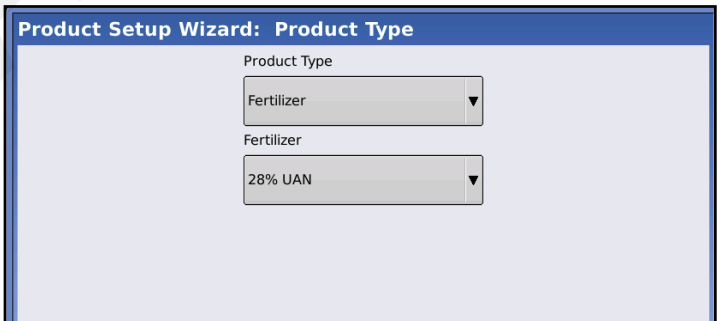 Product Setup Wizard: Product Type
Product Type
Fertilizer
Fertilizer
28% UAN